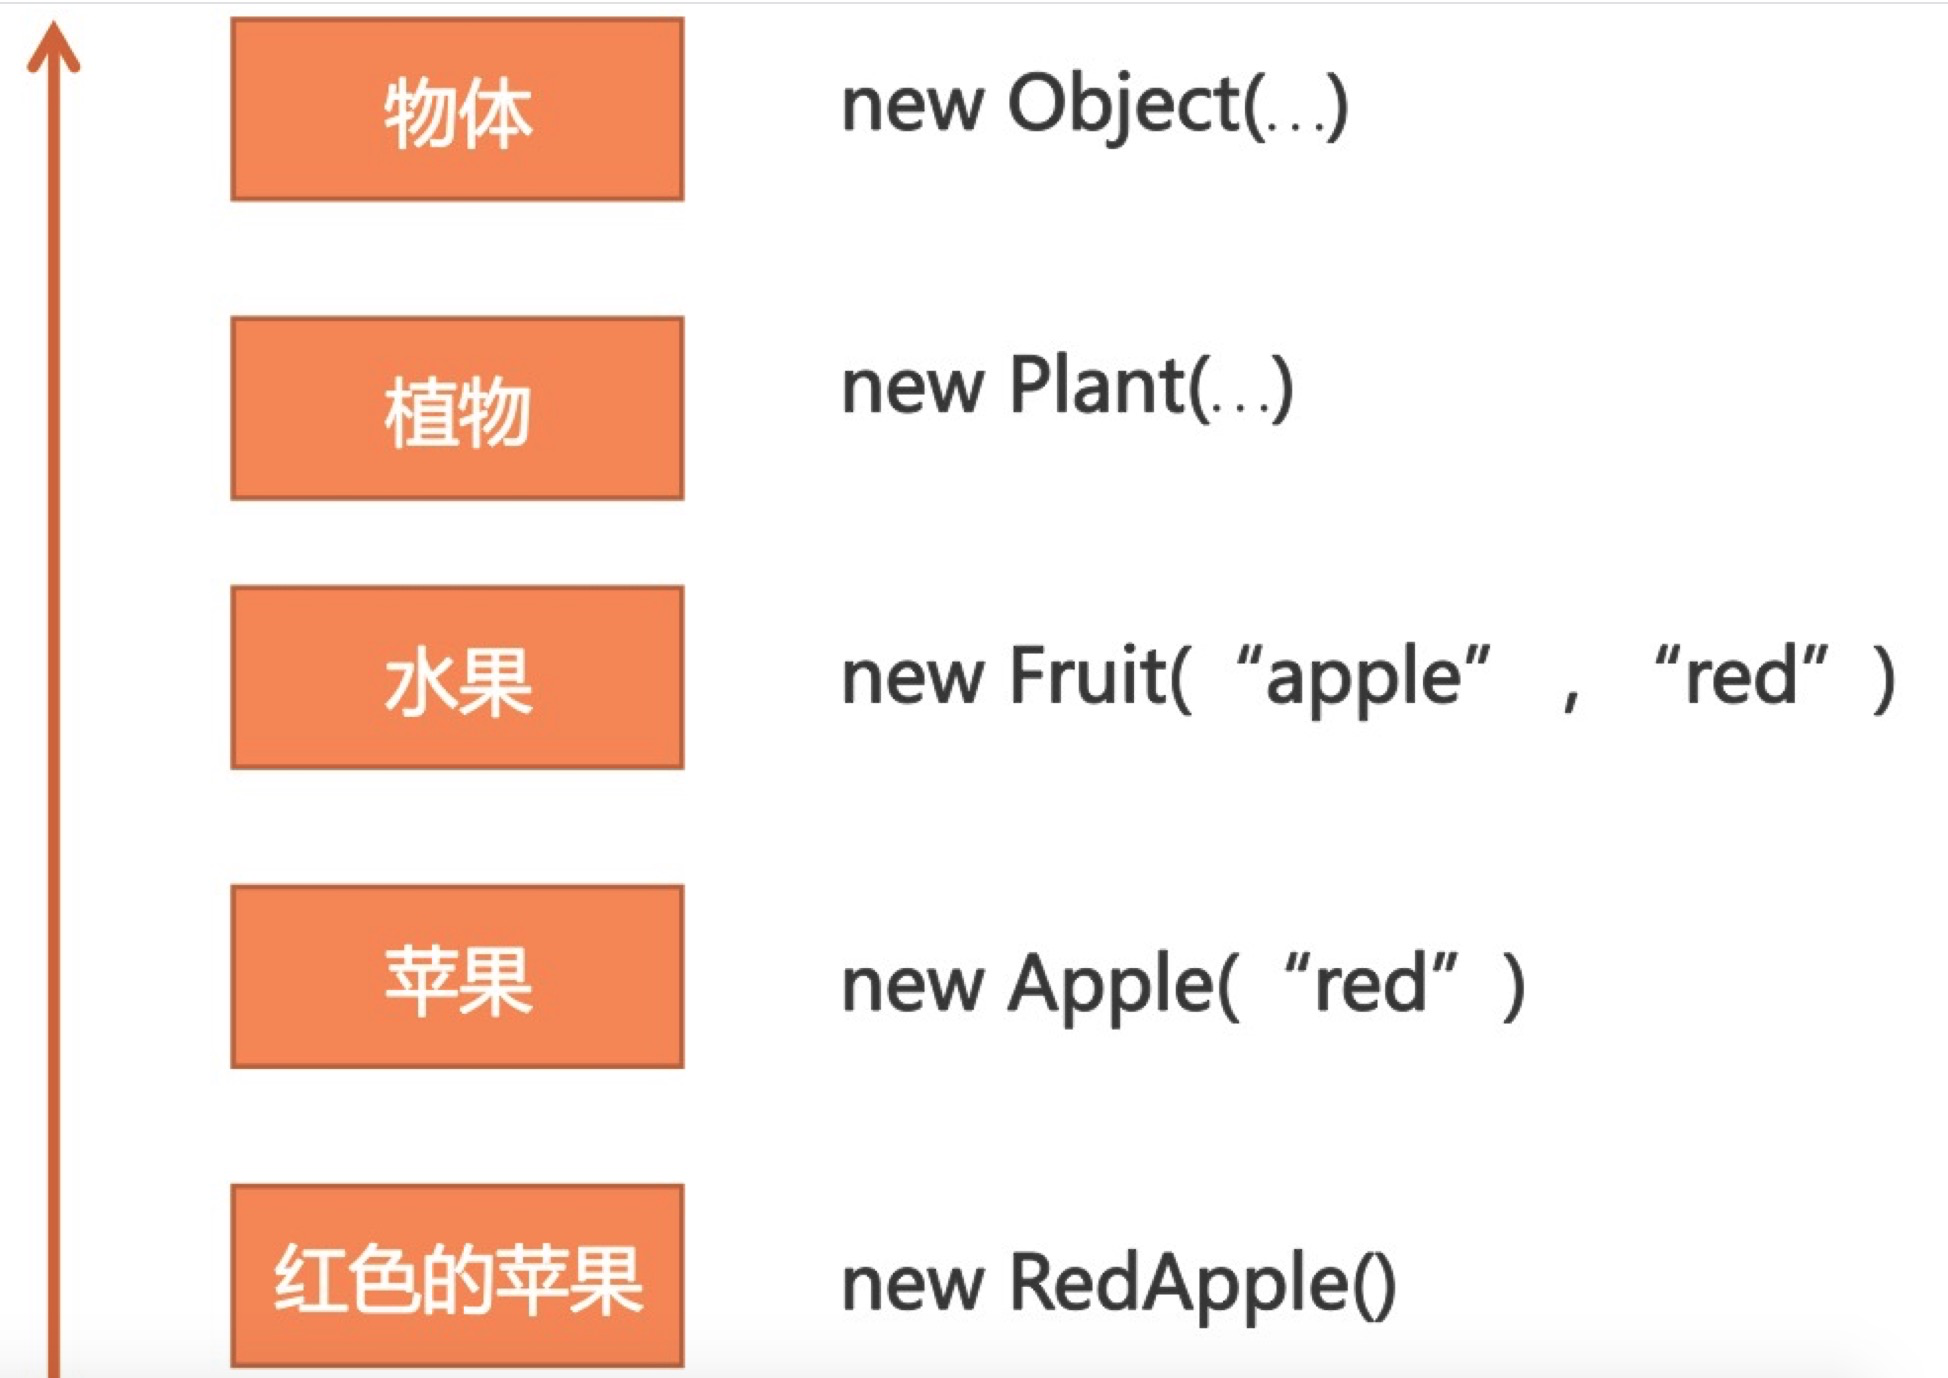 物体 new Object(...)
植物 new Plant(...)
水果 new Fruit( “apple” , “red” )
苹果 new Apple( “red” )
红色的苹果 new RedApple()